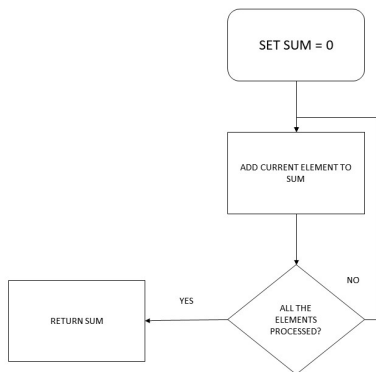 SET SUM = 0
ADD CURRENT ELEMENT TO
SUM
NO
YES
ALL THE
ELEMENTS
PROCESSED?
RETURN SUM